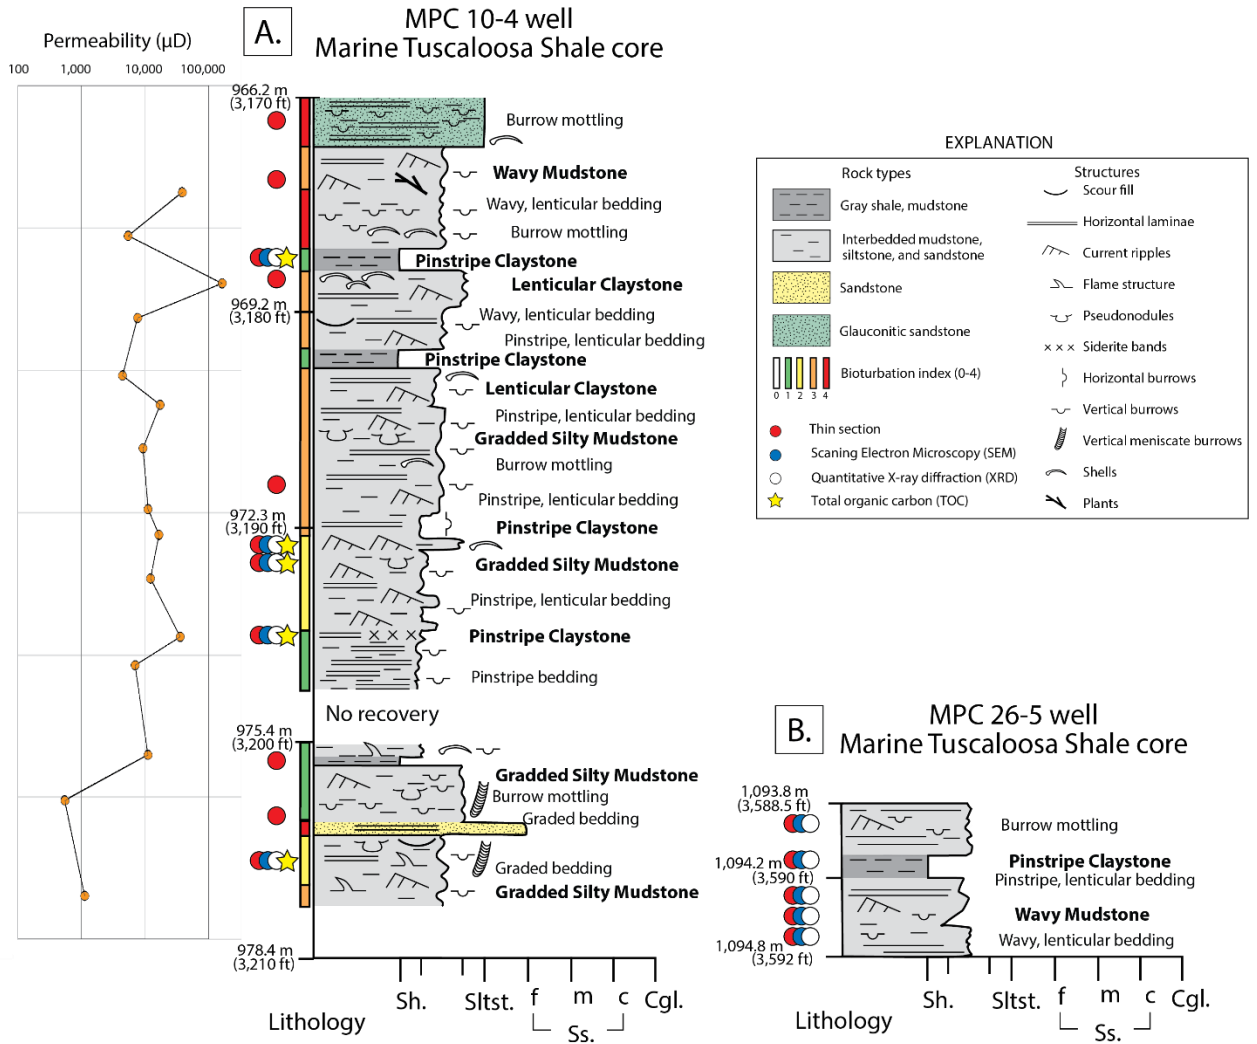 Permeability (µD)
100 1,000 10,000 100,000
A.
MPC 10-4 well
Marine Tuscaloosa Shale core
966.2 m
(3,170 ft)
Burrow mottling
Wavy Mudstone
Wavy, lenticular bedding
Burrow mottling
Pinstripe Claystone
Lenticular Claystone
969.2 m
(3,180 ft)
Wavy, lenticular bedding
Pinstripe, lenticular bedding
Pinstripe Claystone
Lenticular Claystone
Pinstripe, lenticular bedding
Gradded Silty Mudstone
Burrow mottling
Pinstripe, lenticular bedding
972.3 m
(3,190 ft)
Pinstripe Claystone
Gradded Silty Mudstone
Pinstripe, lenticular bedding
Pinstripe Claystone
Pinstripe bedding
No recovery
975.4 m
(3,200 ft)
Gradded Silty Mudstone
Burrow mottling
Graded bedding
Graded bedding
Gradded Silty Mudstone
978.4 m
(3,210 ft)
Sh. Sltst. f m c Cgl.
Ss.
Lithology
EXPLANATION
Rock types
Gray shale, mudstone
Interbedded mudstone,
siltstone, and sandstone
Sandstone
Glauconitic sandstone
Bioturbation index (0-4)
0 1 2 3 4
Thin section
Scaning Electron Microscopy (SEM)
Quantitative X-ray diffraction (XRD)
Total organic carbon (TOC)
Structures
Scour fill
Horizontal laminae
Current ripples
Flame structure
Pseudonodules
Siderite bands
Horizontal burrows
Vertical burrows
Vertical meniscate burrows
Shells
Plants
B.
MPC 26-5 well
Marine Tuscaloosa Shale core
1,093.8 m
(3,588.5 ft)
Burrow mottling
1,094.2 m
(3,590 ft)
Pinstripe Claystone
Pinstripe, lenticular bedding
Wavy Mudstone
Wavy, lenticular bedding
1,094.8 m
(3,592 ft)
Sh. Sltst. f m c Cgl.
Ss.
Lithology